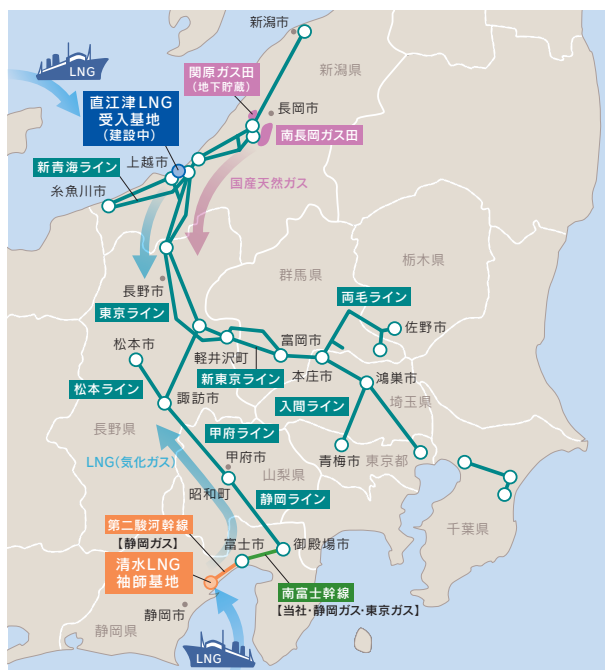 新潟市
新潟県
LNG
関原ガス田
(地下貯蔵)
直江津LNG
受入基地
(建設中)
長岡市
南長岡ガス田
上越市
新青海ライン
糸魚川市
国産天然ガス
栃木県
群馬県
長野市
東京ライン
両毛ライン
佐野市
富岡市
松本市
軽井沢町
本庄市
新東京ライン
鴻巣市
松本ライン
諏訪市
入間ライン
埼玉県
長野県
甲府ライン
LNG(気化ガス)
甲府市
青梅市
東京都
山梨県
昭和町
静岡ライン
第二駿河幹線
【静岡ガス】
富士市
御殿場市
千葉県
清水LNG
袖師基地
南富士幹線
【当社・静岡ガス・東京ガス】
静岡市
静岡県
LNG